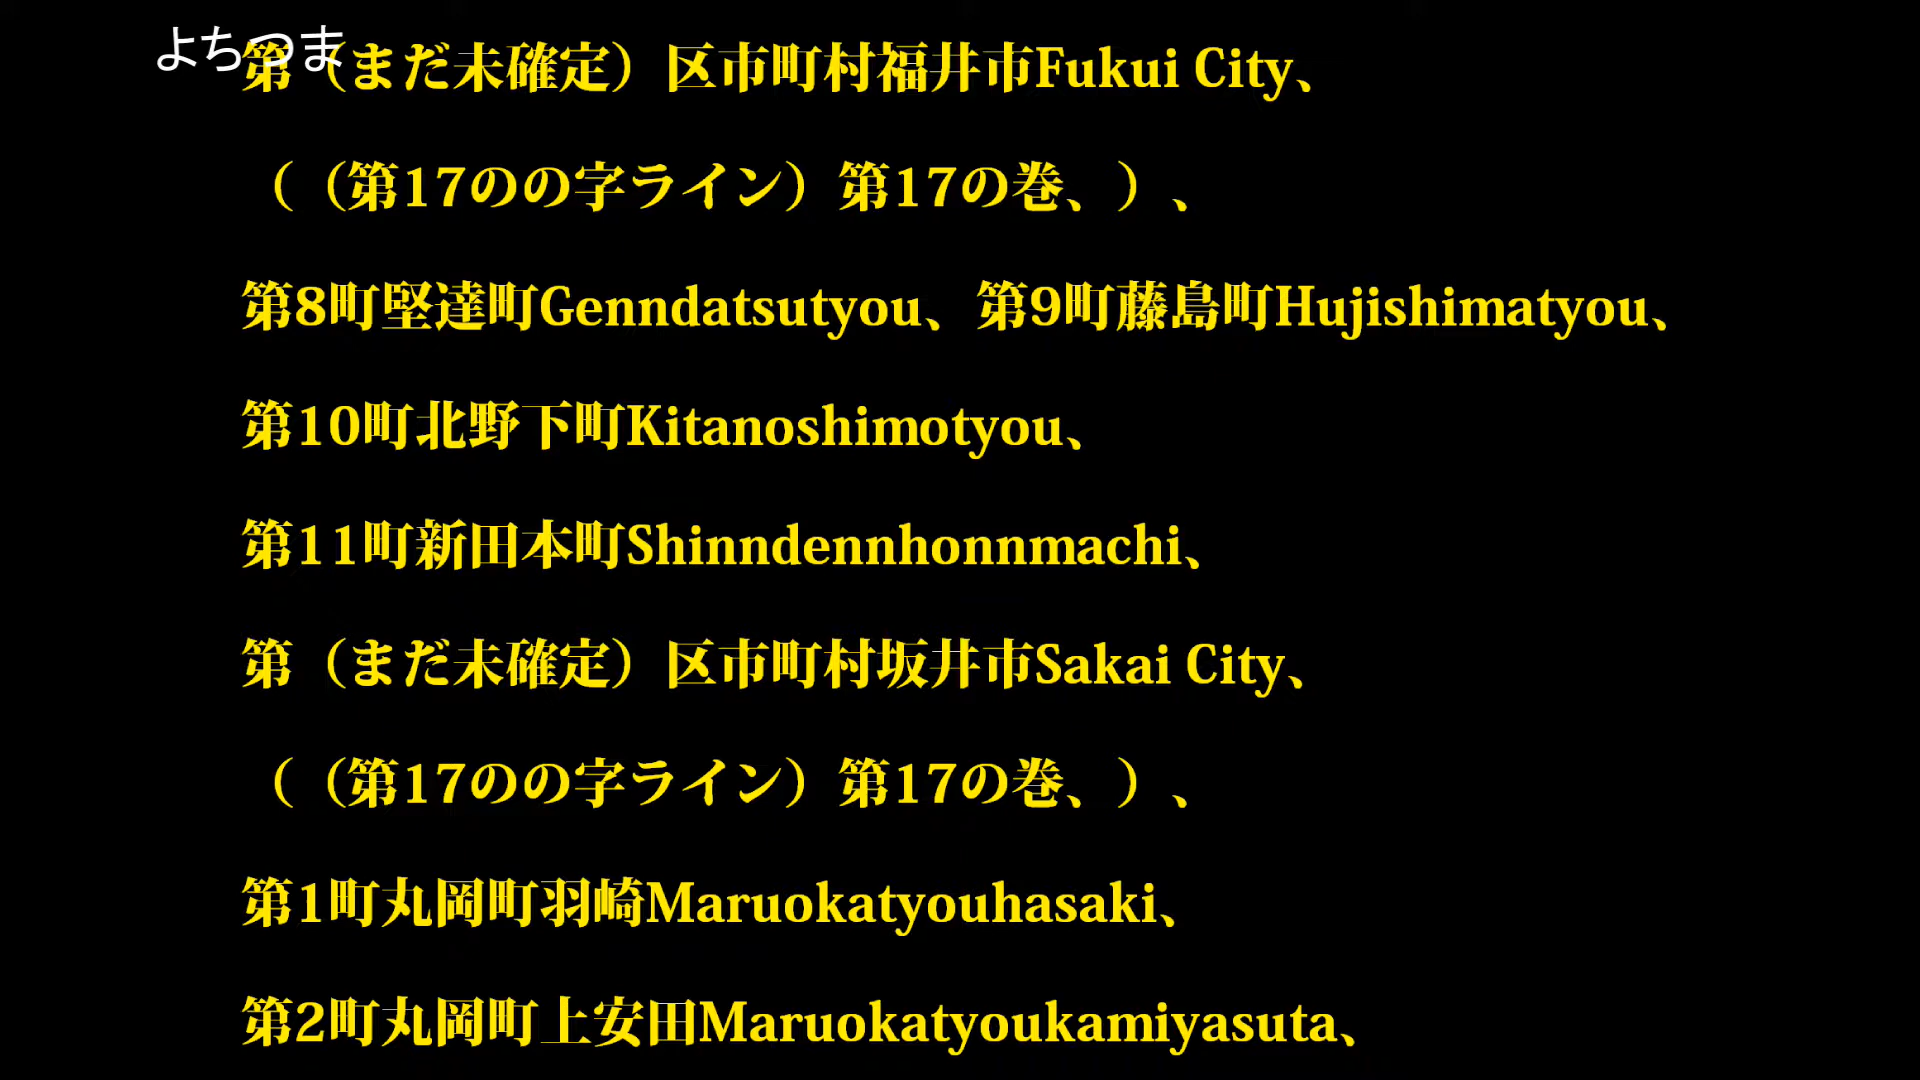 よちつま
第（まだ未確定）区市町村福井市Fukui City、
（（第17のの字ライン）第17の巻、）、
第8町堅達町Genndatsutyou、第9町藤島町Hujishimatyou、
第10町北野下町Kitanoshimotyou、
第11町新田本町Shinndennhonnmachi、
第（まだ未確定）区市町村坂井市Sakai City、
（（第17のの字ライン）第17の巻、）、
第1町丸岡町羽崎Maruokatyouhasaki、
第2町丸岡町上安田Maruokatyoukamiyasuta、